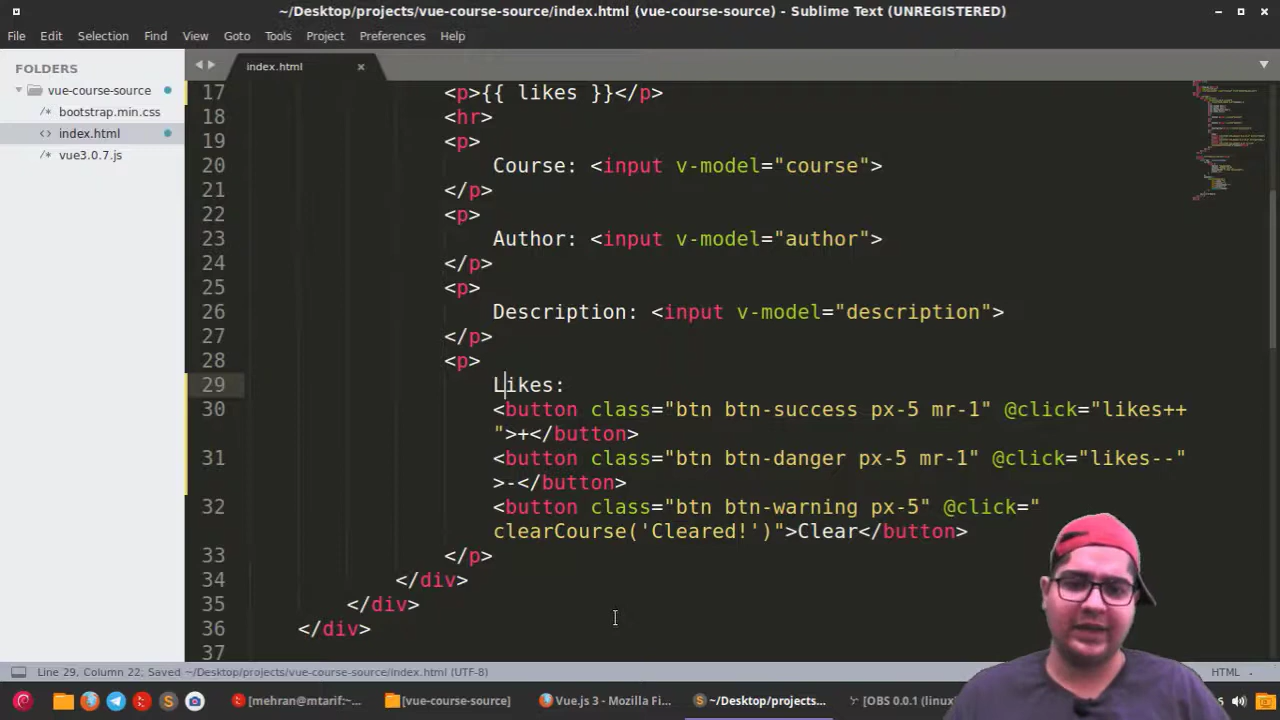 ~/Desktop/projects/vue-course-source/index.html (vue-course-source) - Sublime Text (UNREGISTERED)
File Edit Selection Find View Goto Tools Project Preferences Help
FOLDERS
vue-course-source
/* bootstrap.min.css
<> index.html
/* vue3.0.7.js
index.html
17 <p>{{ likes }}</p>
18 <hr>
19 <p>
20 Course: <input v-model="course">
21 </p>
22 <p>
23 Author: <input v-model="author">
24 </p>
25 <p>
26 Description: <input v-model="description">
27 </p>
28 <p>
29 Likes:
30 <button class="btn btn-success px-5 mr-1" @click="likes++
">+</button>
31 <button class="btn btn-danger px-5 mr-1" @click="likes--"
>-</button>
32 <button class="btn btn-warning px-5" @click="
clearCourse('Cleared!')">Clear</button>
33 </p>
34 </div>
35 </div>
36 </div>
37
Line 29, Column 22; Saved ~/Desktop/projects/vue-course-source/index.html (UTF-8)
HTML
[mehran@mtarif:~...
[vue-course-source]
Vue.js 3 - Mozilla Fi...
~/Desktop/projects...
[OBS 0.0.1 (linux)